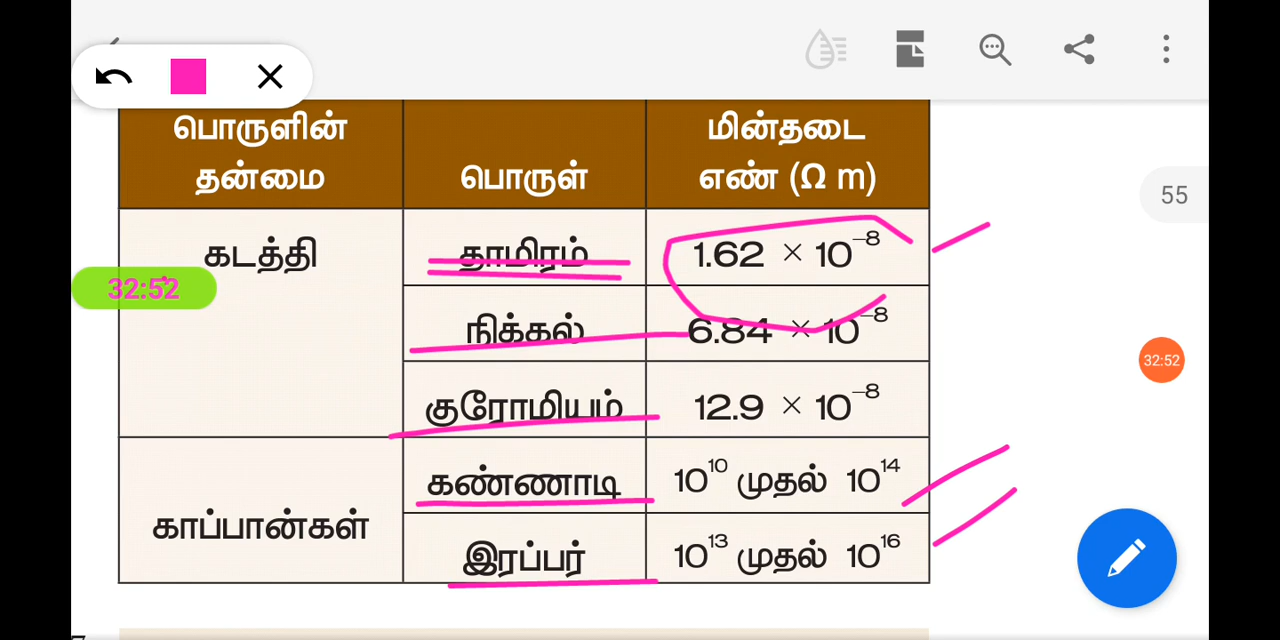 55
பொருளின் தன்மை
பொருள்
மின்தடை எண் (Ω m)
கடத்தி
தாமிரம்
1.62 × 10⁻⁸
32:52
நிக்கல்
6.84 × 10⁻⁸
32:52
குரோமியம்
12.9 × 10⁻⁸
காப்பான்கள்
கண்ணாடி
10¹⁰ முதல் 10¹⁴
இரப்பர்
10¹³ முதல் 10¹⁶